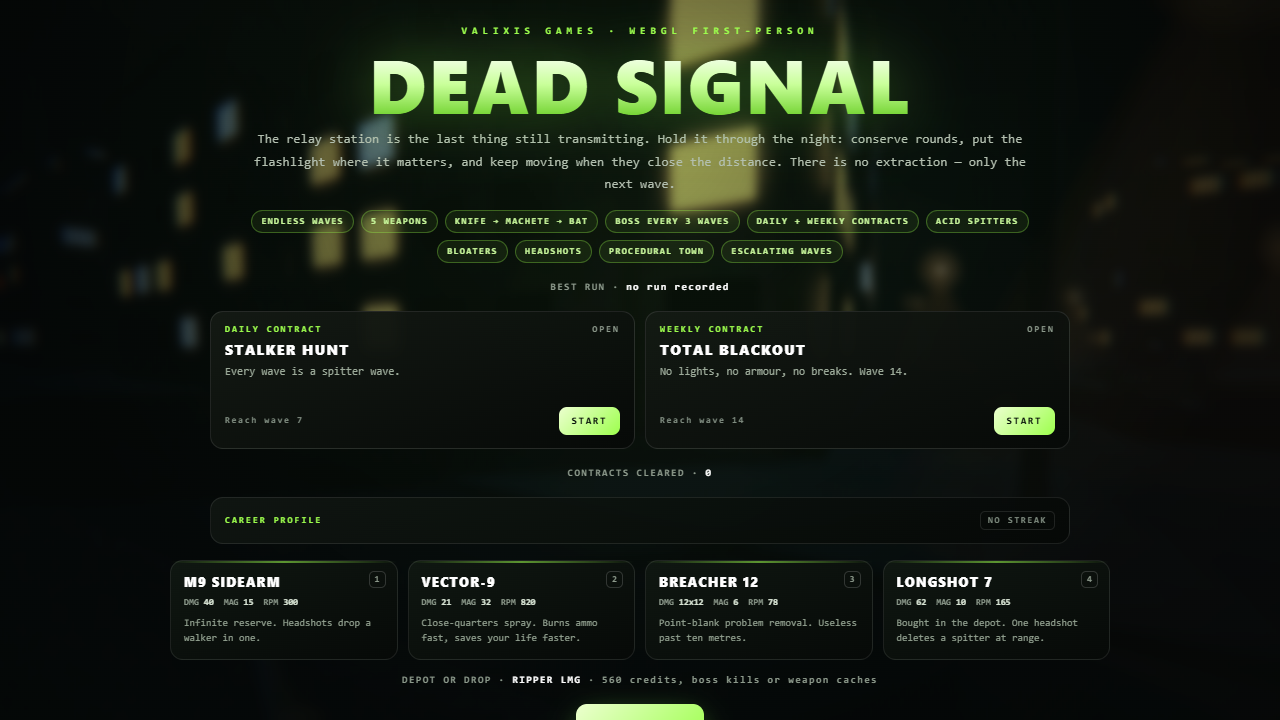 VALIXIS GAMES · WEBGL FIRST-PERSON
DEAD SIGNAL
The relay station is the last thing still transmitting. Hold it through the night: conserve rounds, put the
flashlight where it matters, and keep moving when they close the distance. There is no extraction — only the
next wave.
ENDLESS WAVES 5 WEAPONS KNIFE → MACHETE → BAT BOSS EVERY 3 WAVES DAILY + WEEKLY CONTRACTS ACID SPITTERS
BLOATERS HEADSHOTS PROCEDURAL TOWN ESCALATING WAVES
BEST RUN · no run recorded
DAILY CONTRACT OPEN
STALKER HUNT
Every wave is a spitter wave.
Reach wave 7 START
WEEKLY CONTRACT OPEN
TOTAL BLACKOUT
No lights, no armour, no breaks. Wave 14.
Reach wave 14 START
CONTRACTS CLEARED · 0
CAREER PROFILE NO STREAK
M9 SIDEARM 1
DMG 40 MAG 15 RPM 300
Infinite reserve. Headshots drop a
walker in one.
VECTOR-9 2
DMG 21 MAG 32 RPM 820
Close-quarters spray. Burns ammo
fast, saves your life faster.
BREACHER 12 3
DMG 12x12 MAG 6 RPM 78
Point-blank problem removal. Useless
past ten metres.
LONGSHOT 7 4
DMG 62 MAG 10 RPM 165
Bought in the depot. One headshot
deletes a spitter at range.
DEPOT OR DROP · RIPPER LMG · 560 credits, boss kills or weapon caches